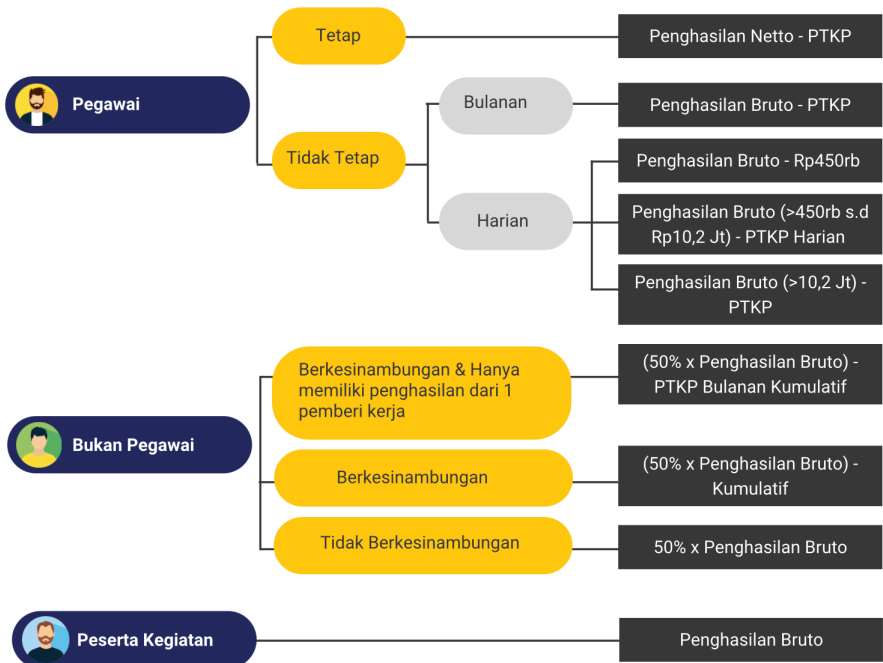 Tetap
Penghasilan Netto - PTKP
Pegawai
Bulanan
Penghasilan Bruto - PTKP
Tidak Tetap
Penghasilan Bruto - Rp450rb
Harian
Penghasilan Bruto (>450rb s.d
Rp10,2 Jt) - PTKP Harian
Penghasilan Bruto (>10,2 Jt) -
PTKP
Berkesinambungan & Hanya
memiliki penghasilan dari 1
pemberi kerja
(50% x Penghasilan Bruto) -
PTKP Bulanan Kumulatif
Bukan Pegawai
Berkesinambungan
(50% x Penghasilan Bruto) -
Kumulatif
Tidak Berkesinambungan
50% x Penghasilan Bruto
Peserta Kegiatan
Penghasilan Bruto